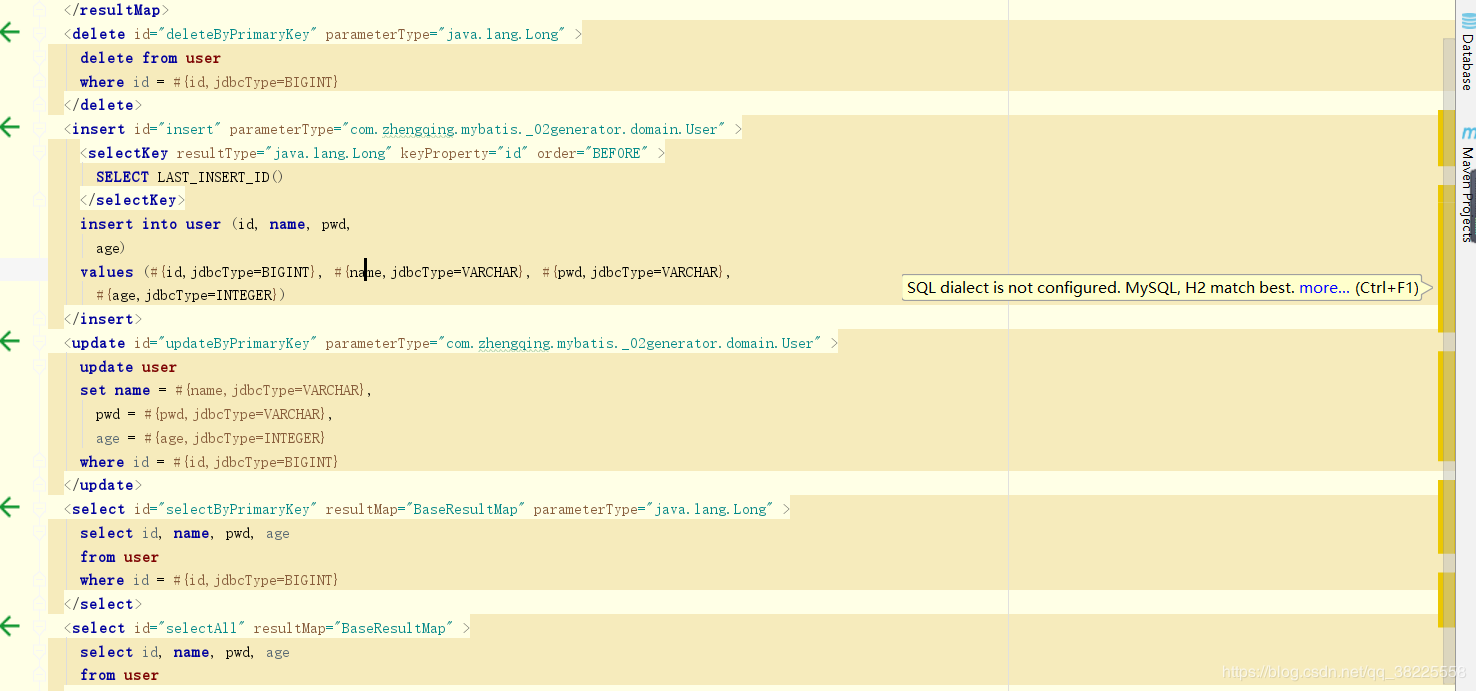 </resultMap>
<delete id="deleteByPrimaryKey" parameterType="java.lang.Long" >
delete from user
where id = #{id,jdbcType=BIGINT}
</delete>
<insert id="insert" parameterType="com.zhengqing.mybatis._02generator.domain.User" >
<selectKey resultType="java.lang.Long" keyProperty="id" order="BEFORE" >
SELECT LAST_INSERT_ID()
</selectKey>
insert into user (id, name, pwd,
age)
values (#{id,jdbcType=BIGINT}, #{name,jdbcType=VARCHAR}, #{pwd,jdbcType=VARCHAR},
#{age,jdbcType=INTEGER})
SQL dialect is not configured. MySQL, H2 match best. more... (Ctrl+F1)
</insert>
<update id="updateByPrimaryKey" parameterType="com.zhengqing.mybatis._02generator.domain.User" >
update user
set name = #{name,jdbcType=VARCHAR},
pwd = #{pwd,jdbcType=VARCHAR},
age = #{age,jdbcType=INTEGER}
where id = #{id,jdbcType=BIGINT}
</update>
<select id="selectByPrimaryKey" resultMap="BaseResultMap" parameterType="java.lang.Long" >
select id, name, pwd, age
from user
where id = #{id,jdbcType=BIGINT}
</select>
<select id="selectAll" resultMap="BaseResultMap" >
select id, name, pwd, age
from user
Database
m Maven Projects
https://blog.csdn.net/qq_38225558